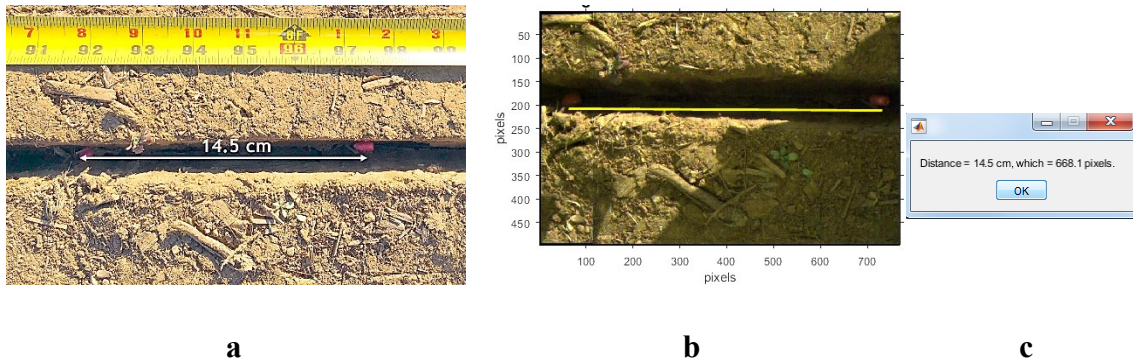 7 8 9 10 11 8F 1 2 3
91 92 93 94 95 96 97 98 99
14.5 cm
50
100
150
200
250
300
350
400
450
pixels
100 200 300 400 500 600 700
pixels
Distance = 14.5 cm, which = 668.1 pixels.
OK
a b c